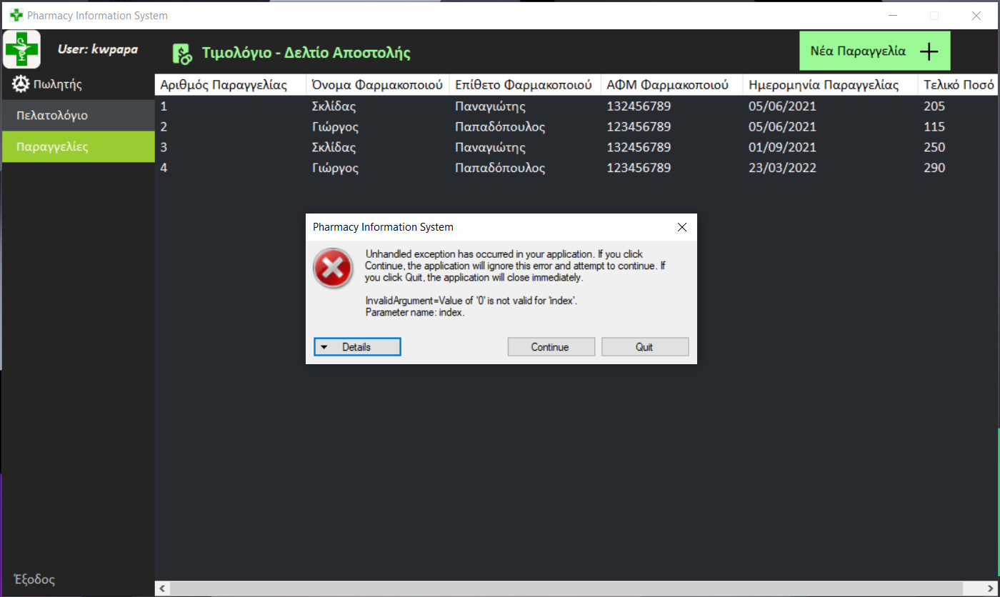 Pharmacy Information System
User: kwpapa
Τιμολόγιο - Δελτίο Αποστολής
Νέα Παραγγελία
Πωλητής
Πελατολόγιο
Παραγγελίες
Έξοδος
Αριθμός Παραγγελίας Όνομα Φαρμακοποιού Επίθετο Φαρμακοποιού ΑΦΜ Φαρμακοποιού Ημερομηνία Παραγγελίας Τελικό Ποσό
1 Σκλίδας Παναγιώτης 132456789 05/06/2021 205
2 Γιώργος Παπαδόπουλος 123456789 05/06/2021 115
3 Σκλίδας Παναγιώτης 132456789 01/09/2021 250
4 Γιώργος Παπαδόπουλος 123456789 23/03/2022 290
Pharmacy Information System
Unhandled exception has occurred in your application. If you click
Continue, the application will ignore this error and attempt to continue. If
you click Quit, the application will close immediately.
InvalidArgument=Value of '0' is not valid for 'index'.
Parameter name: index.
Details
Continue
Quit